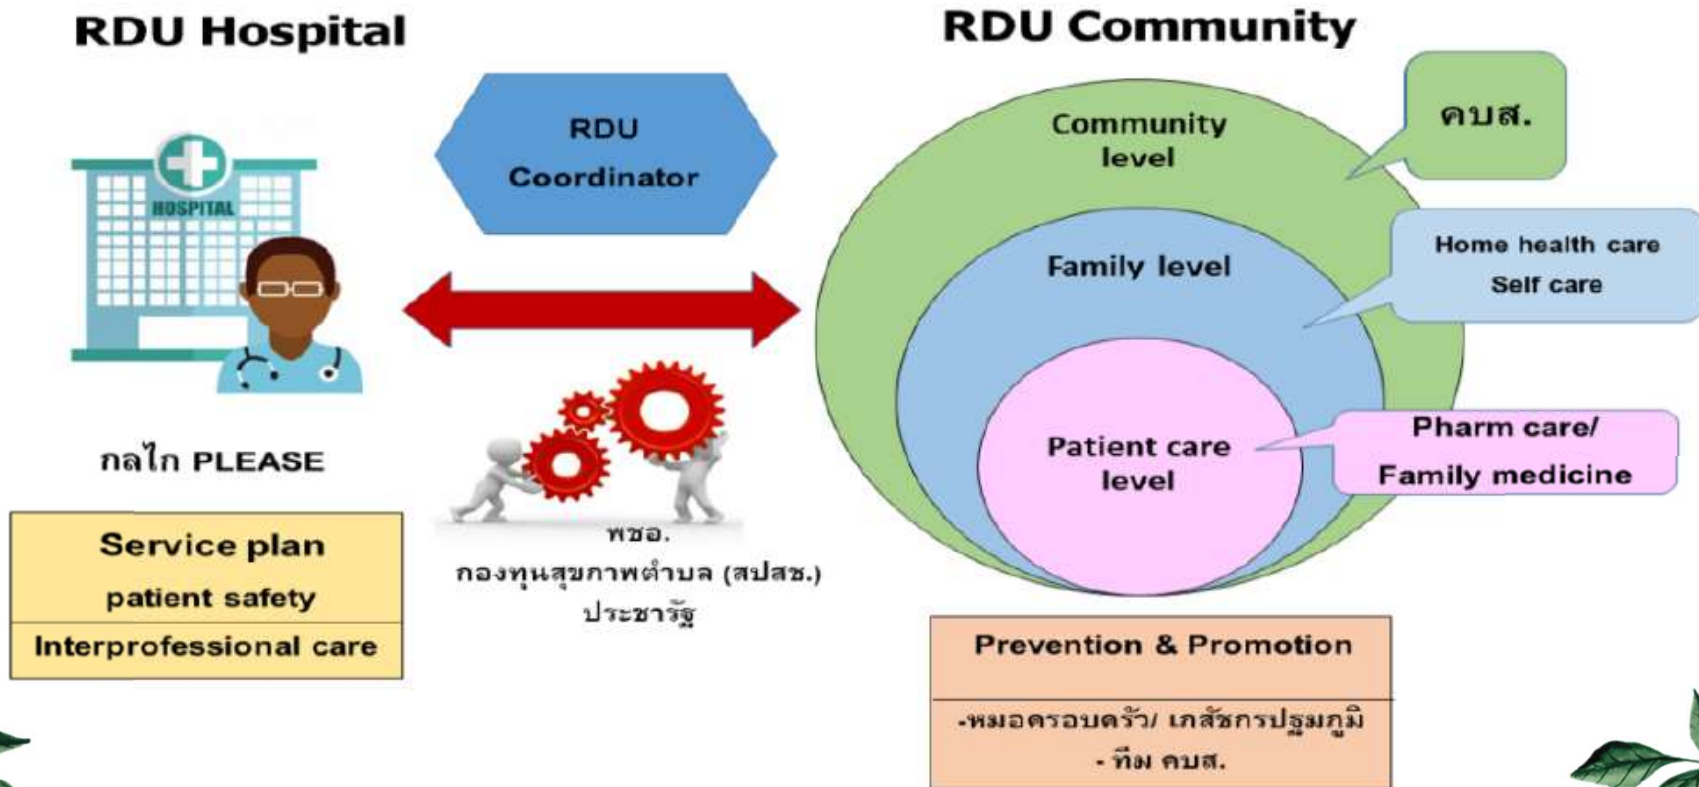 RDU Hospital
HOSPITAL
กลไก PLEASE
Service plan
patient safety
Interprofessional care
RDU
Coordinator
พชอ.
กองทุนสุขภาพตำบล (สปสช.)
ประชารัฐ
RDU Community
Community
level
คบส.
Family level
Home health care
Self care
Patient care
level
Pharm care/
Family medicine
Prevention & Promotion
-หมอครอบครัว/ เภสัชกรปฐมภูมิ
- ทีม คบส.